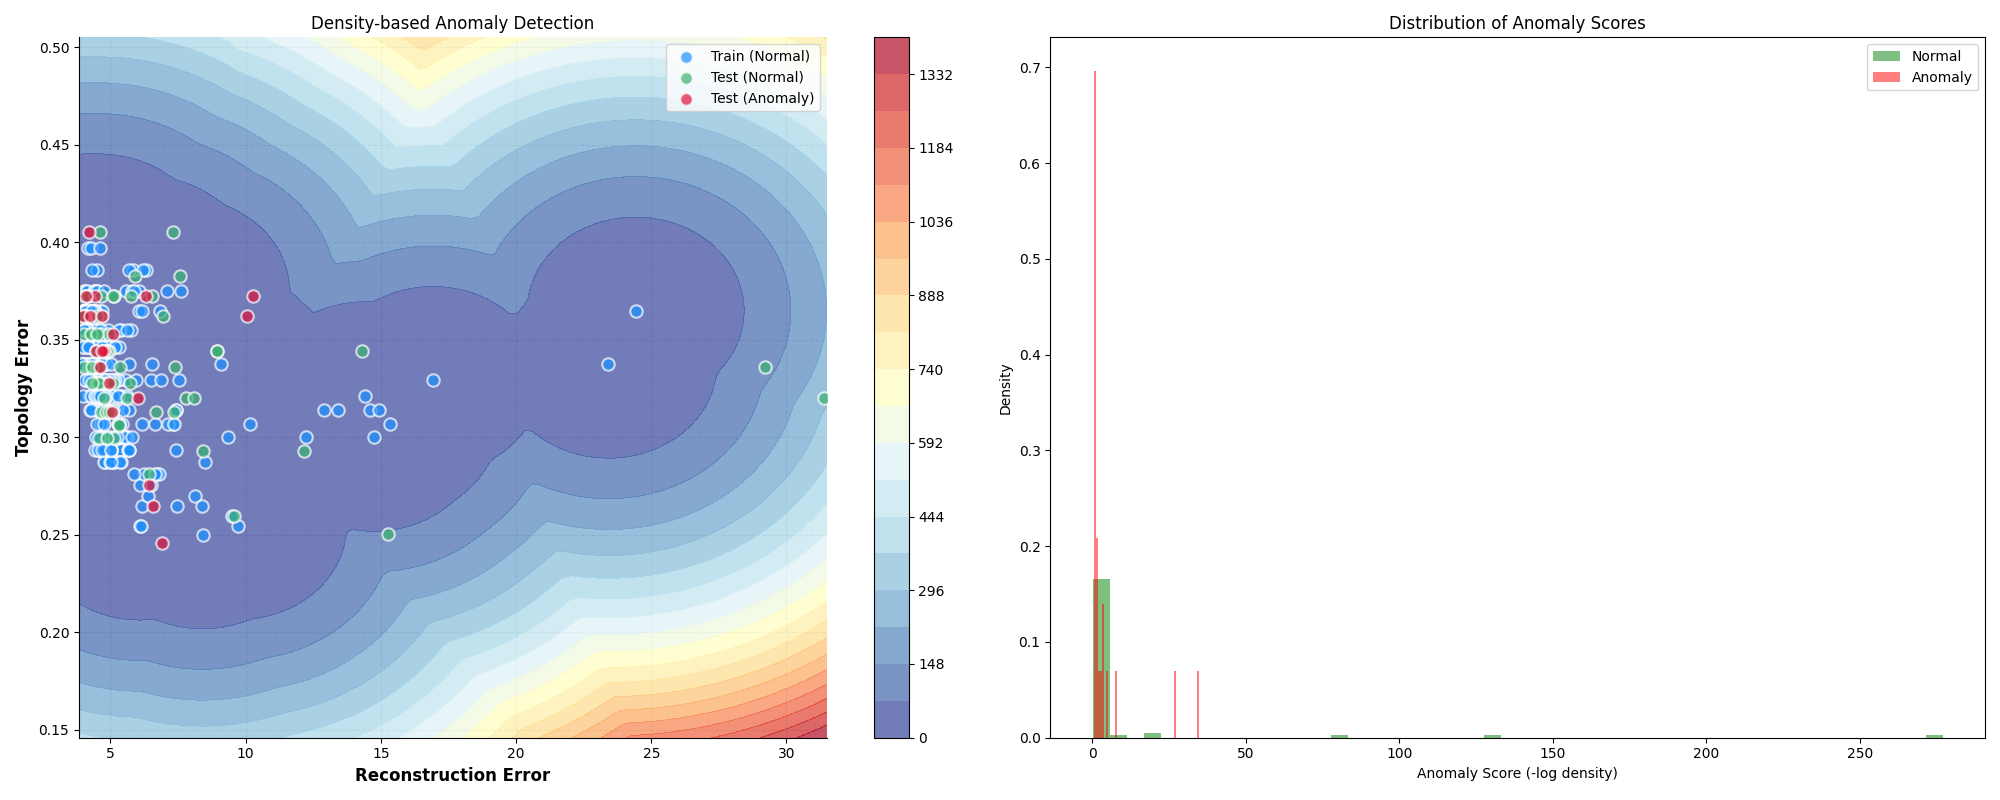 Density-based Anomaly Detection
Train (Normal)
Test (Normal)
Test (Anomaly)
Topology Error
0.50
0.45
0.40
0.35
0.30
0.25
0.20
0.15
5 10 15 20 25 30
Reconstruction Error
1332
1184
1036
888
740
592
444
296
148
0
Distribution of Anomaly Scores
Normal
Anomaly
Density
0.7
0.6
0.5
0.4
0.3
0.2
0.1
0.0
0 50 100 150 200 250
Anomaly Score (-log density)